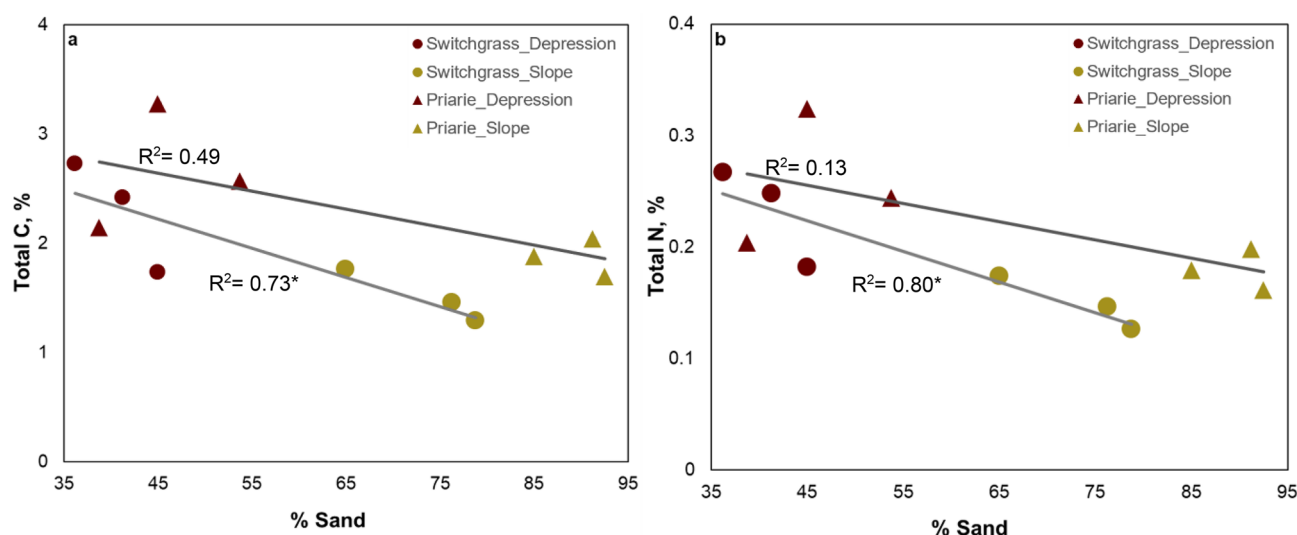 a
Switchgrass_Depression
Switchgrass_Slope
Priarie_Depression
Priarie_Slope
R²= 0.49
R²= 0.73*
Total C, %
4
3
2
1
0
35 45 55 65 75 85 95
% Sand
b
Switchgrass_Depression
Switchgrass_Slope
Priarie_Depression
Priarie_Slope
R²= 0.13
R²= 0.80*
Total N, %
0.4
0.3
0.2
0.1
0
35 45 55 65 75 85 95
% Sand